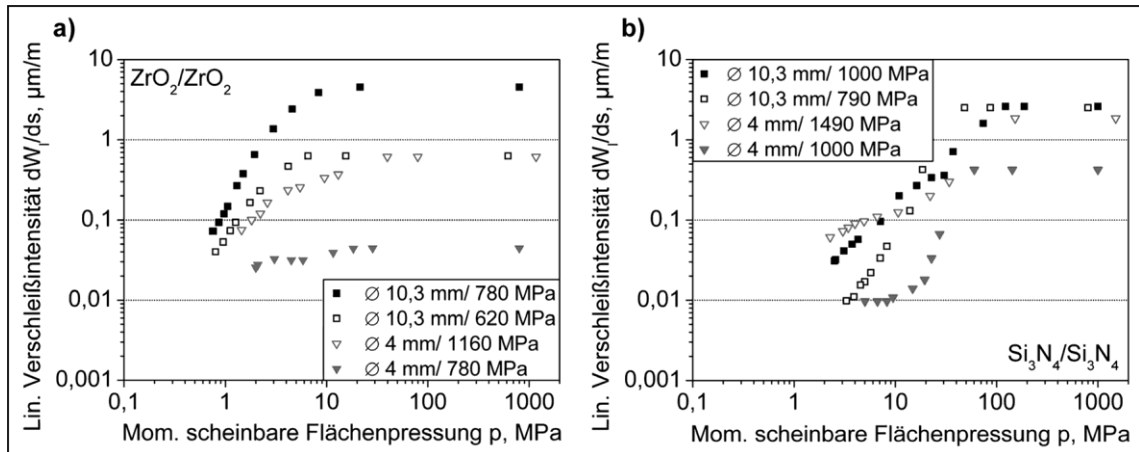 a)
ZrO₂/ZrO₂
Lin. Verschleißintensität dWₗ/ds, µm/m
10
1
0,1
0,01
0,001
∅ 10,3 mm/ 780 MPa
∅ 10,3 mm/ 620 MPa
∅ 4 mm/ 1160 MPa
∅ 4 mm/ 780 MPa
0,1 1 10 100 1000
Mom. scheinbare Flächenpressung p, MPa
b)
Lin. Verschleißintensität dWₗ/ds, µm/m
10
1
0,1
0,01
0,001
∅ 10,3 mm/ 1000 MPa
∅ 10,3 mm/ 790 MPa
∅ 4 mm/ 1490 MPa
∅ 4 mm/ 1000 MPa
Si₃N₄/Si₃N₄
0,1 1 10 100 1000
Mom. scheinbare Flächenpressung p, MPa